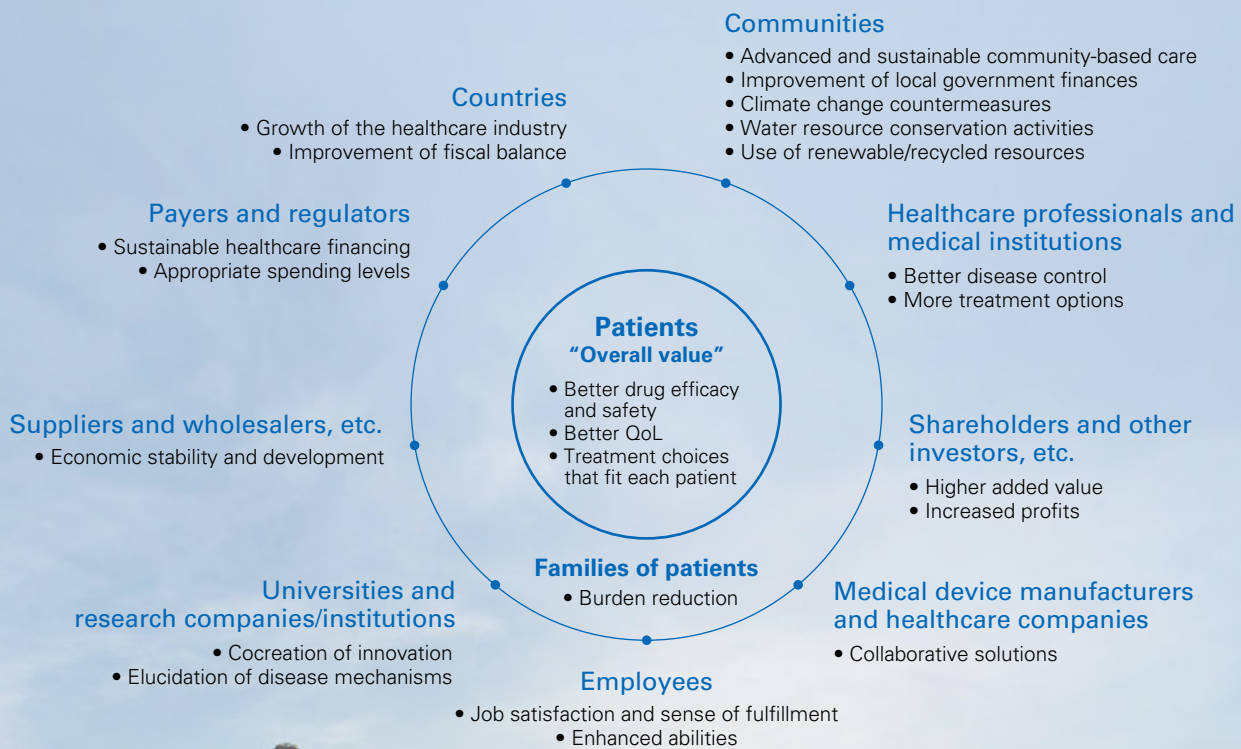 Communities
• Advanced and sustainable community-based care
• Improvement of local government finances
• Climate change countermeasures
• Water resource conservation activities
• Use of renewable/recycled resources
Countries
• Growth of the healthcare industry
• Improvement of fiscal balance
Payers and regulators
• Sustainable healthcare financing
• Appropriate spending levels
Healthcare professionals and
medical institutions
• Better disease control
• More treatment options
Patients
“Overall value”
• Better drug efficacy
and safety
• Better QoL
• Treatment choices
that fit each patient
Suppliers and wholesalers, etc.
• Economic stability and development
Shareholders and other
investors, etc.
• Higher added value
• Increased profits
Families of patients
• Burden reduction
Universities and
research companies/institutions
• Cocreation of innovation
• Elucidation of disease mechanisms
Medical device manufacturers
and healthcare companies
• Collaborative solutions
Employees
• Job satisfaction and sense of fulfillment
• Enhanced abilities